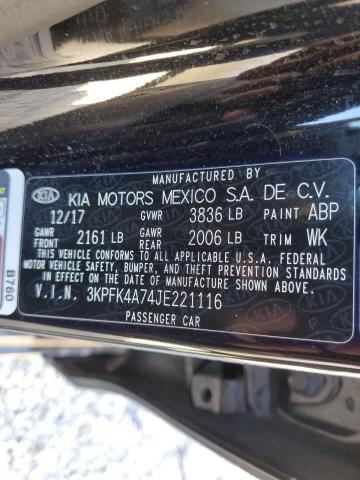 MANUFACTURED BY
KIA KIA MOTORS MEXICO S.A. DE C.V.
12/17 GVWR 3836 LB PAINT ABP
GAWR FRONT 2161 LB GAWR REAR 2006 LB TRIM WK
THIS VEHICLE CONFORMS TO ALL APPLICABLE U.S.A. FEDERAL
MOTOR VEHICLE SAFETY, BUMPER, AND THEFT PREVENTION STANDARDS
IN EFFECT ON THE DATE OF MANUFACTURE SHOWN ABOVE.
V.I.N. 3KPFK4A74JE221116
PASSENGER CAR
B760